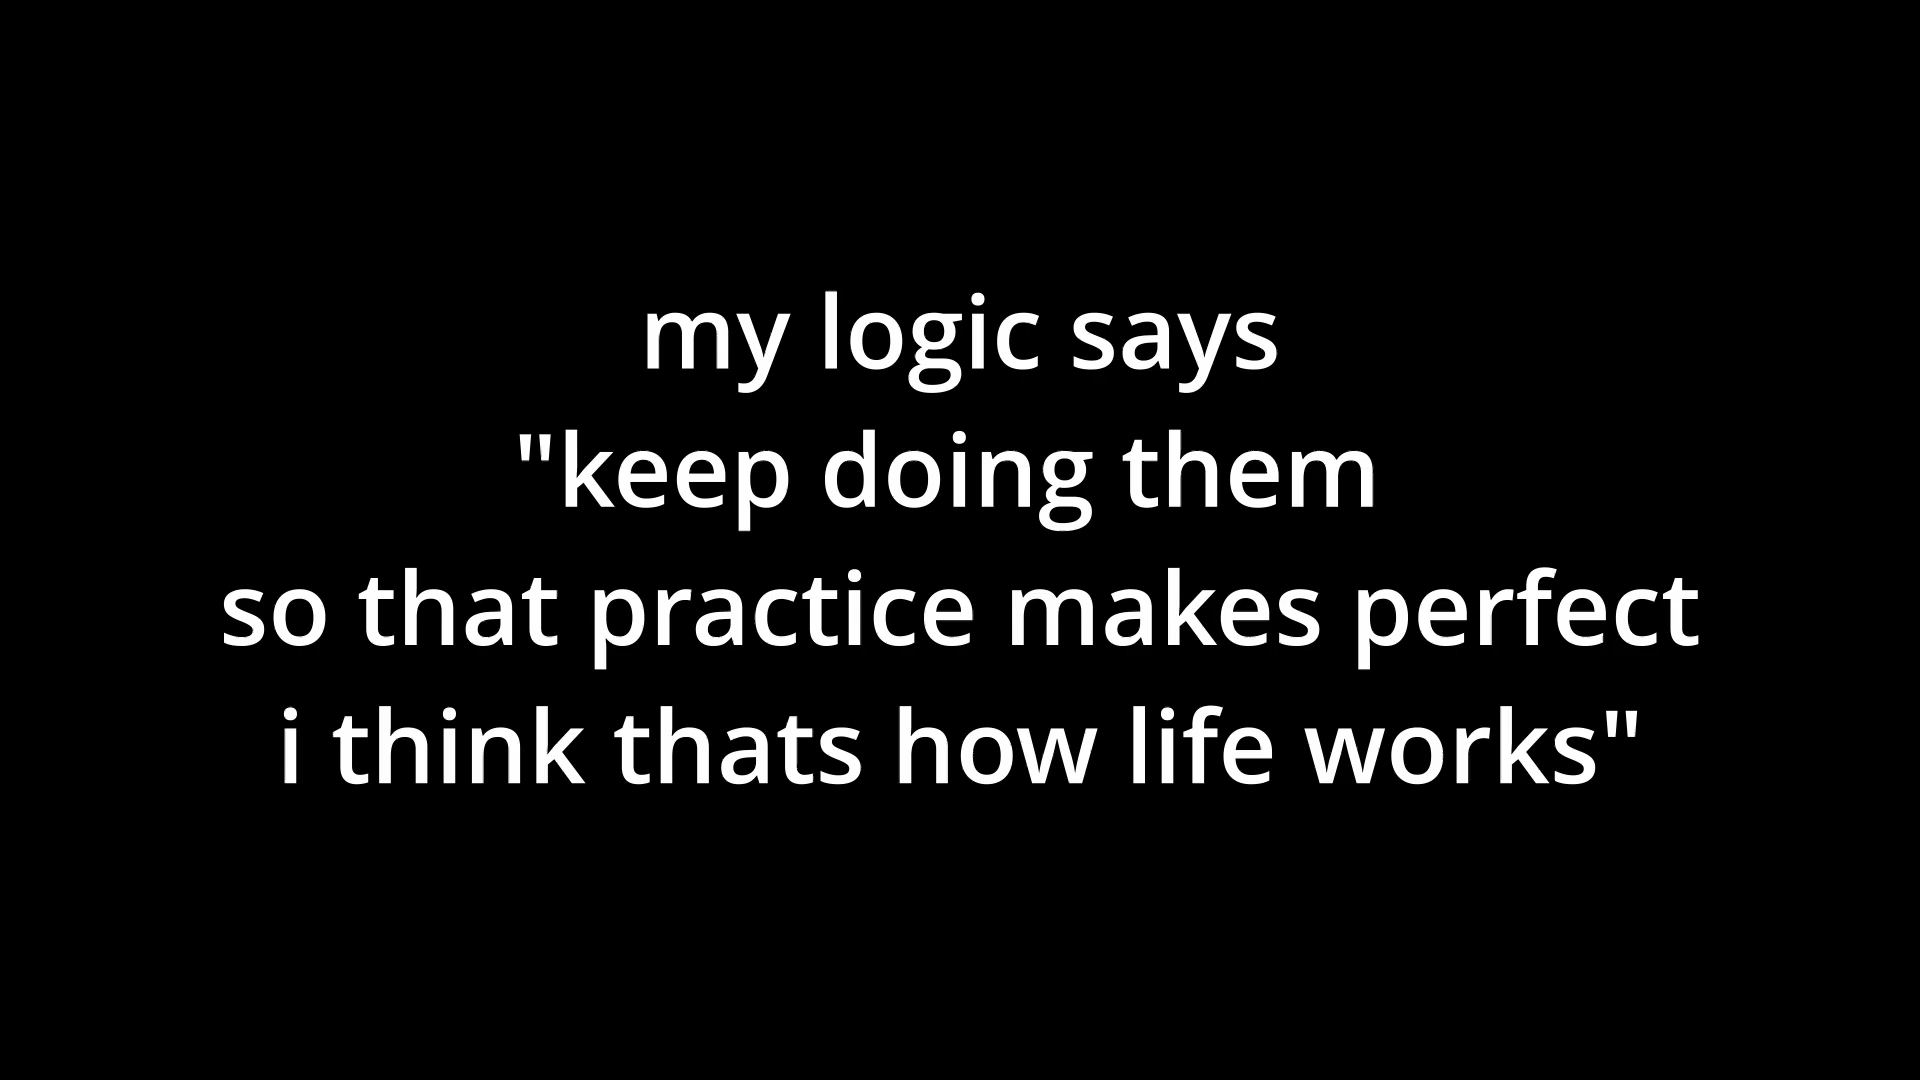 my logic says
"keep doing them
so that practice makes perfect
i think thats how life works"